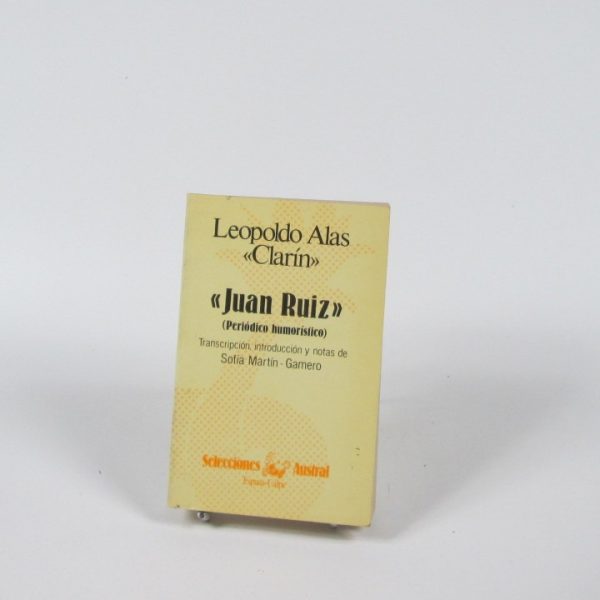 Leopoldo Alas
«Clarín»
«Juan Ruiz»
(Periódico humorístico)
Transcripción, introducción y notas de
Sofía Martín-Gamero
Selecciones Austral
Espasa-Calpe